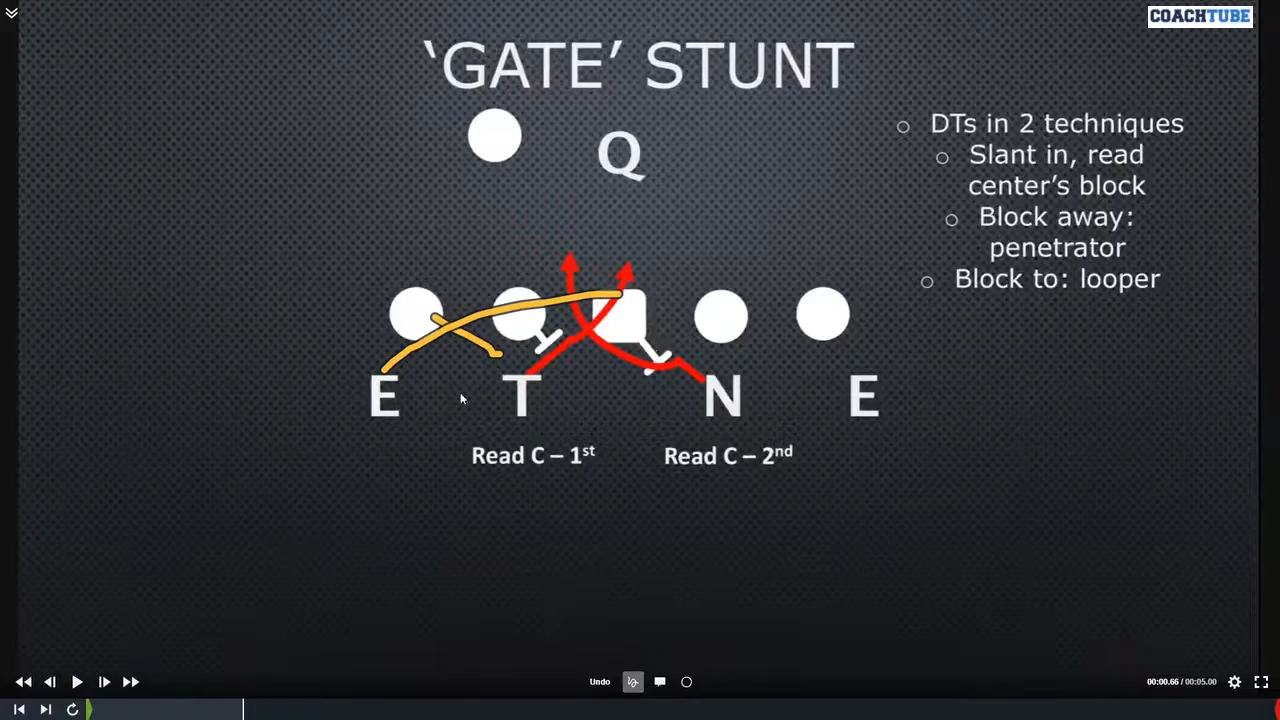 COACHTUBE
‘GATE’ STUNT
Q
DTs in 2 techniques
Slant in, read
center’s block
Block away:
penetrator
Block to: looper
E T N E
Read C – 1st Read C – 2nd
Undo
00:00.66 / 00:05.00